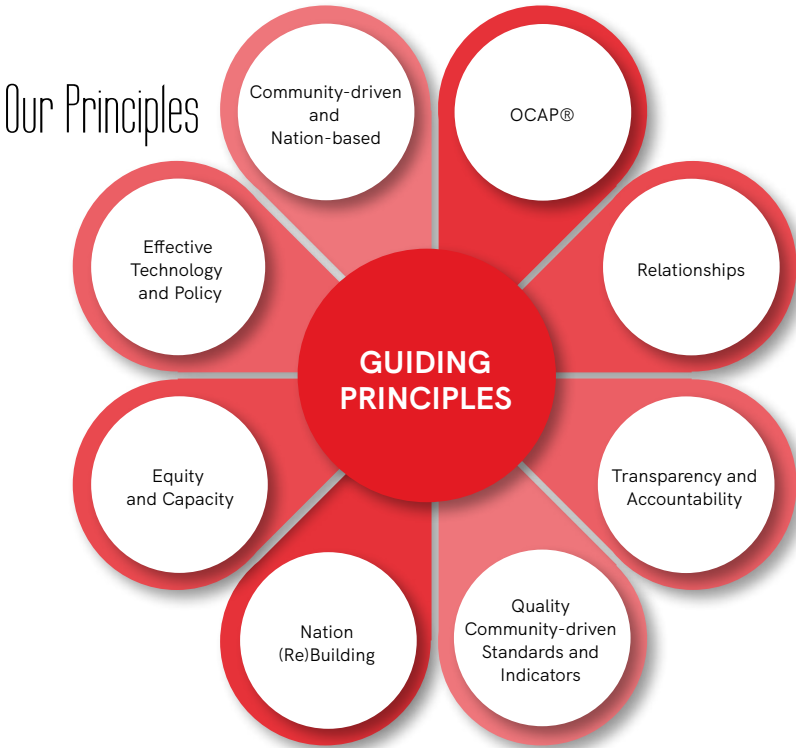 Our Principles
Community-driven
and
Nation-based
OCAP®
Relationships
Transparency and
Accountability
Quality
Community-driven
Standards and
Indicators
Nation
(Re)Building
Equity
and Capacity
Effective
Technology
and Policy
GUIDING
PRINCIPLES